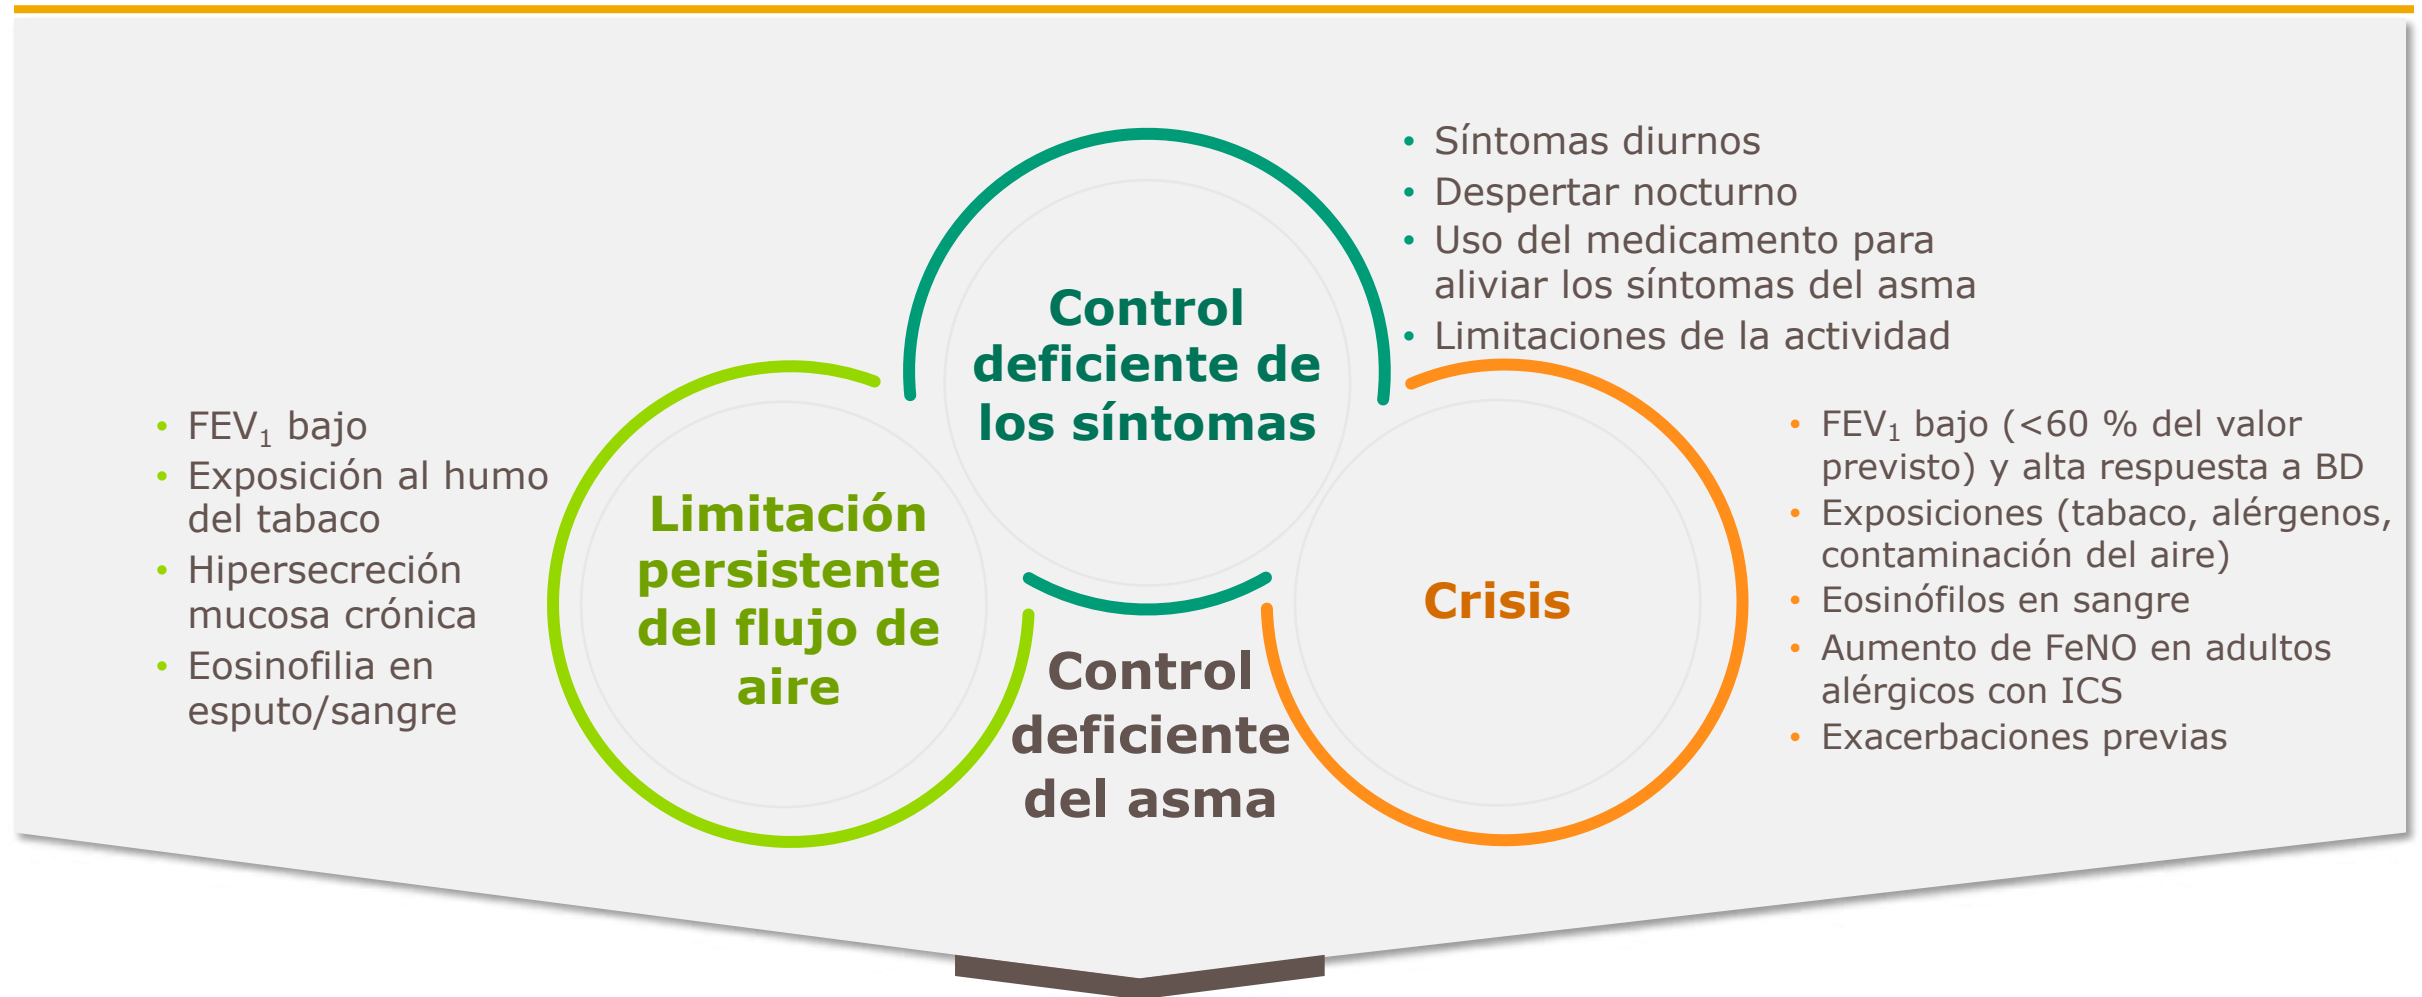 • Síntomas diurnos
• Despertar nocturno
• Uso del medicamento para
aliviar los síntomas del asma
• Limitaciones de la actividad
Control
deficiente de
los síntomas
• FEV₁ bajo
• Exposición al humo
del tabaco
• Hipersecreción
mucosa crónica
• Eosinofilia en
esputo/sangre
Limitación
persistente
del flujo de
aire
Control
deficiente
del asma
Crisis
• FEV₁ bajo (<60 % del valor
previsto) y alta respuesta a BD
• Exposiciones (tabaco, alérgenos,
contaminación del aire)
• Eosinófilos en sangre
• Aumento de FeNO en adultos
alérgicos con ICS
• Exacerbaciones previas